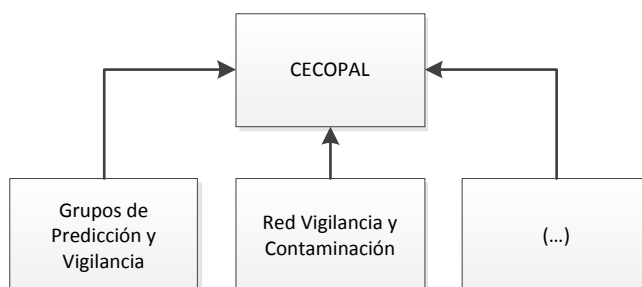 CECOPAL
Grupos de
Predicción y
Vigilancia
Red Vigilancia y
Contaminación
(...)